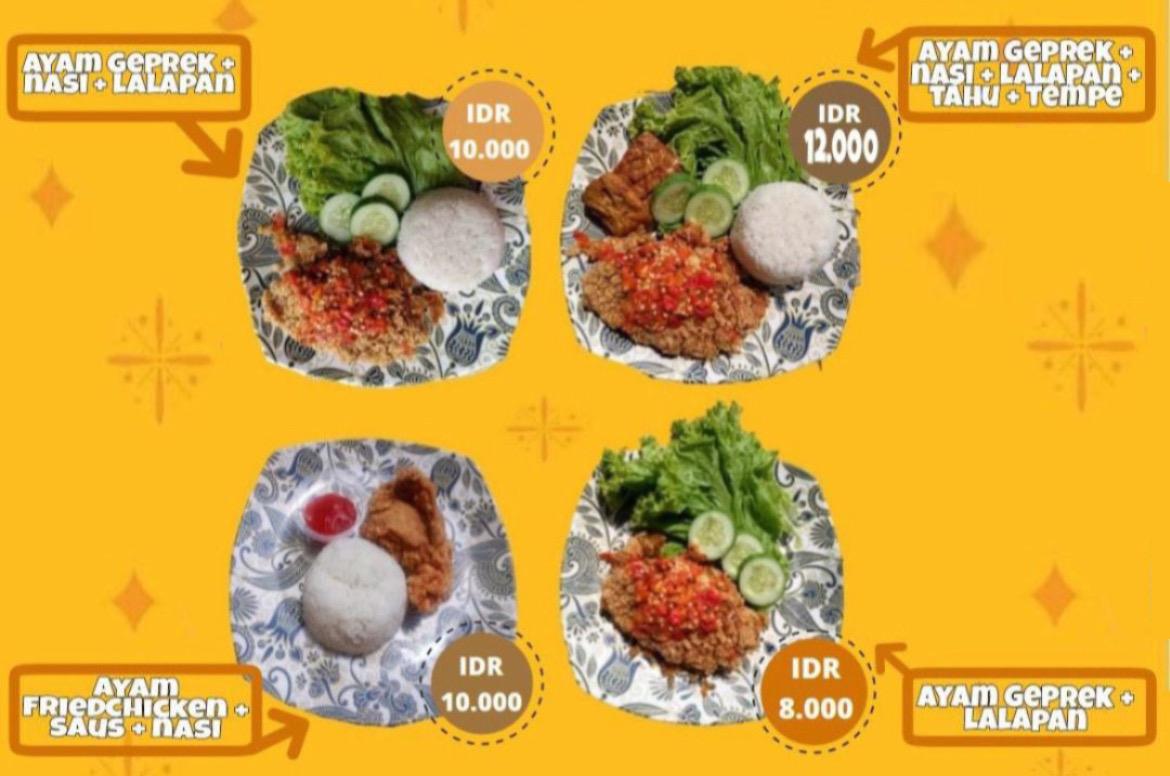 AYAM GEPREK +
NASI + LALAPAN
IDR
10.000
AYAM GEPREK +
NASI + LALAPAN +
TAHU + TEMPE
IDR
12.000
AYAM
FRIEDCHICKEN +
SAUS + NASI
IDR
10.000
AYAM GEPREK +
LALAPAN
IDR
8.000